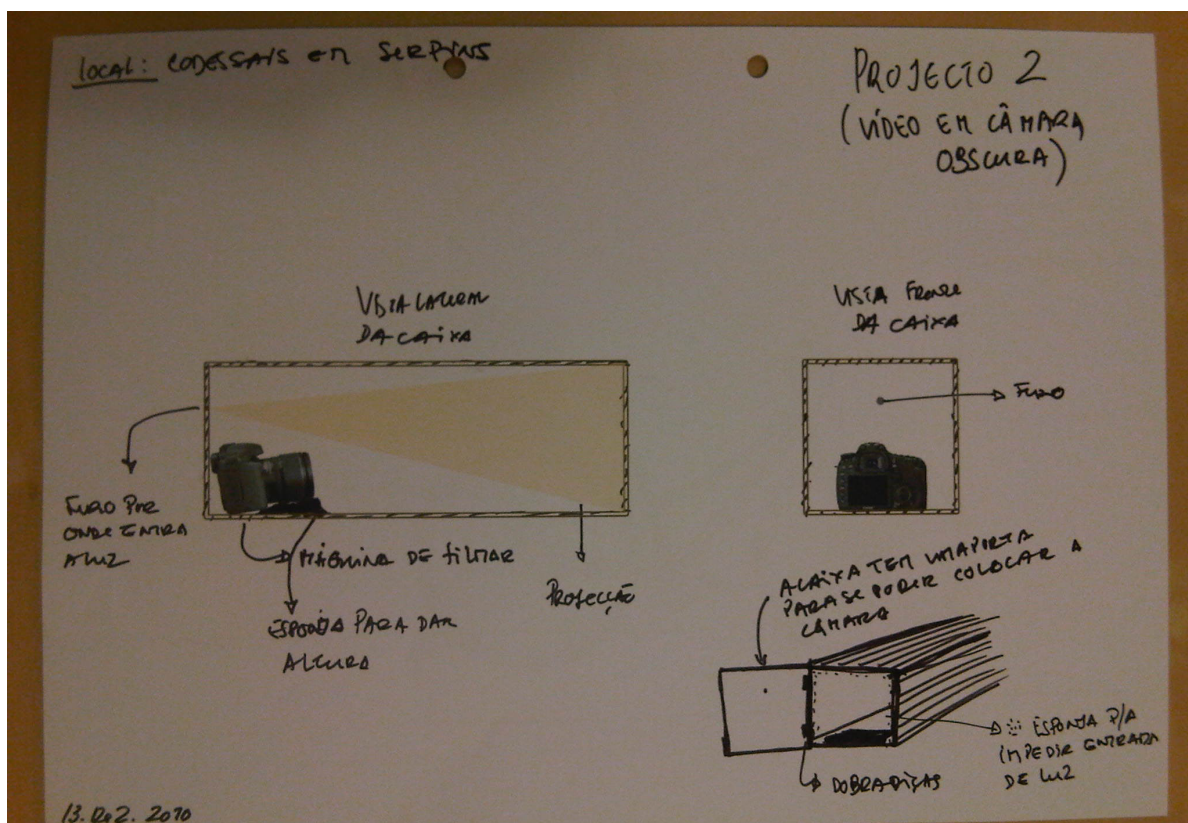 LOCAL: CODESSAIS EM SERPINS
PROJECTO 2
(VÍDEO EM CÂMARA
OBSCURA)
VISTA LATERAL
DA CAIXA
VISTA FRENTE
DA CAIXA
FURO
FURO POR
ONDE ENTRA
A LUZ
MÁQUINA DE FILMAR
ESPONJA PARA DAR
ALTURA
PROJECÇÃO
A CAIXA TEM UMA PORTA
PARA SE PODER COLOCAR A
CÂMARA
ESPONJA P/A
IMPEDIR ENTRADA
DE LUZ
DOBRADIÇAS
13. DEZ. 2010